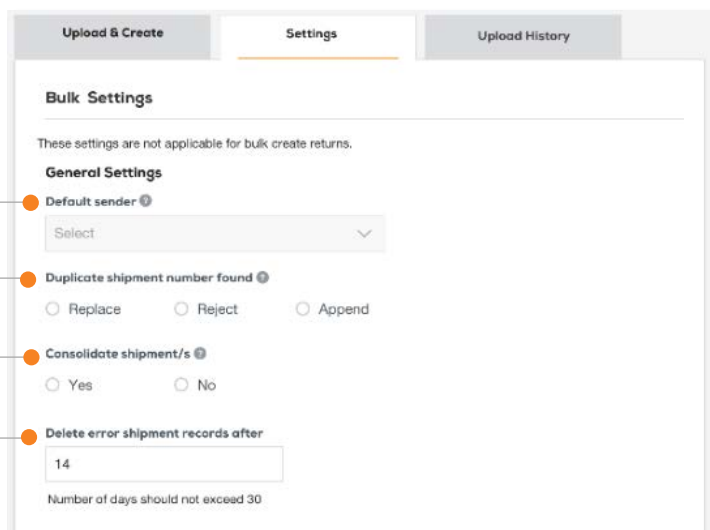 Upload & Create Settings Upload History
Bulk Settings
These settings are not applicable for bulk create returns.
General Settings
Default sender ?
Select
Duplicate shipment number found ?
Replace Reject Append
Consolidate shipment/s ?
Yes No
Delete error shipment records after
14
Number of days should not exceed 30